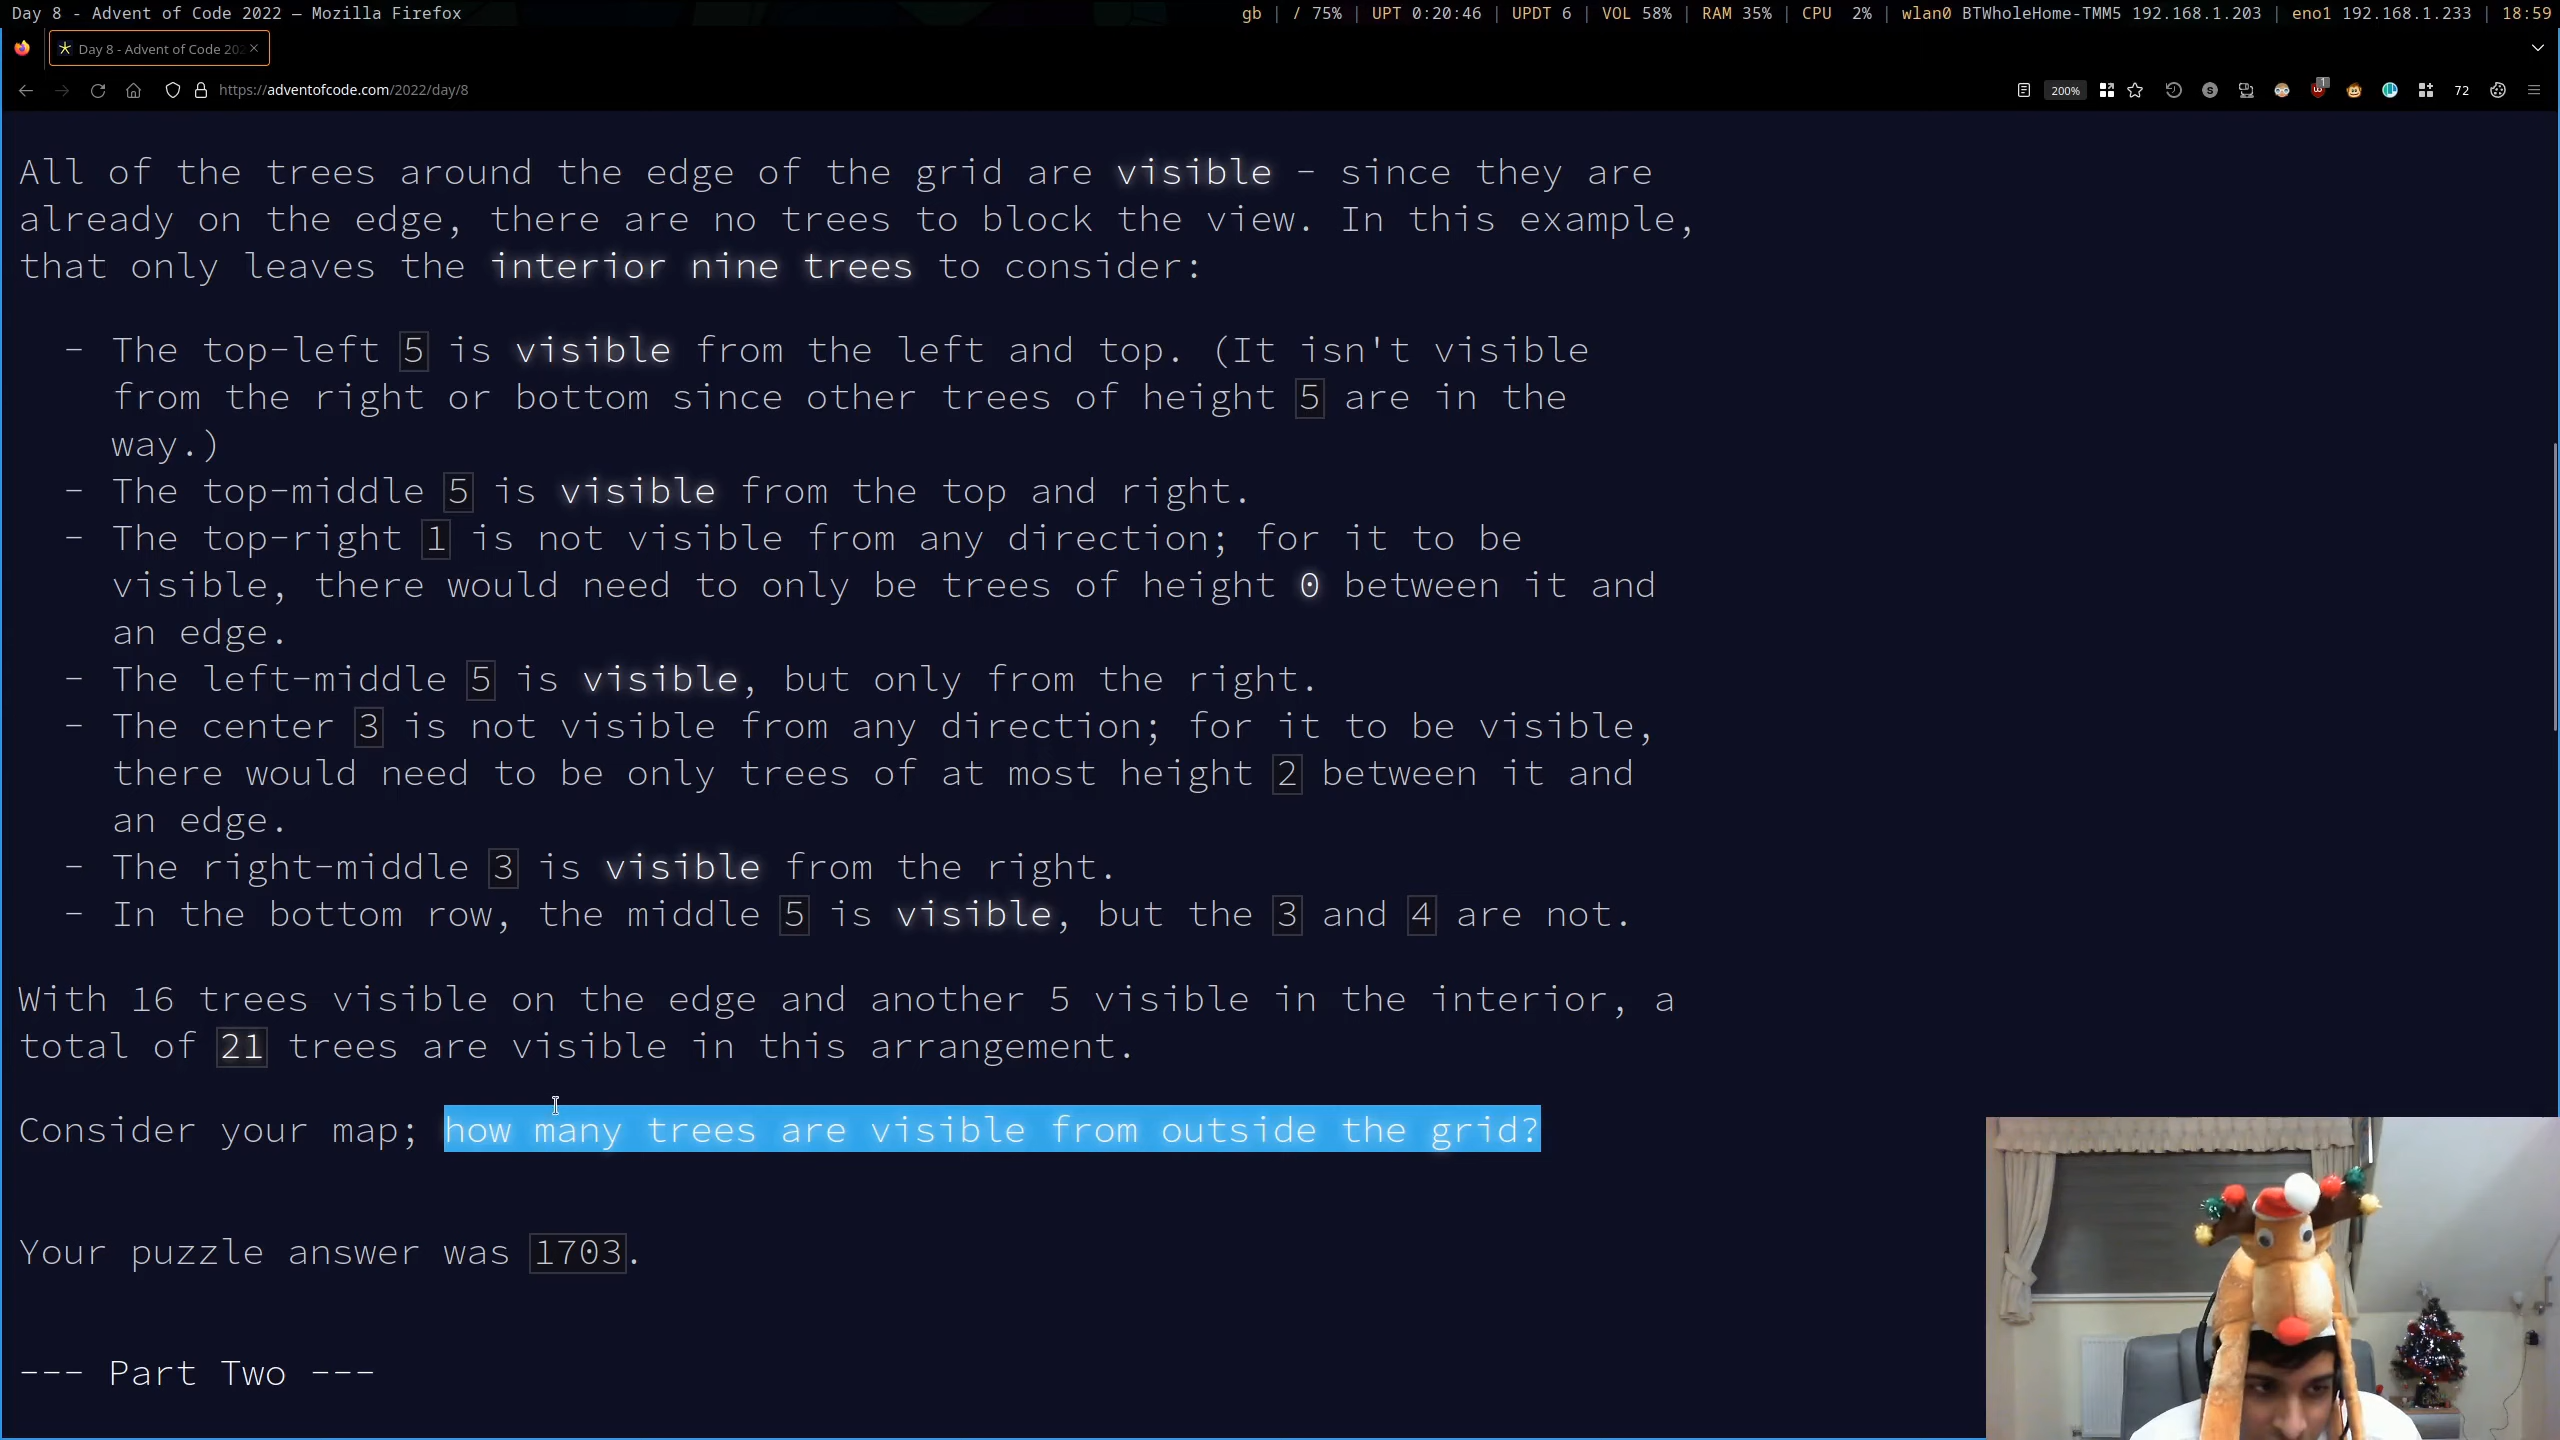 Day 8 - Advent of Code 2022 — Mozilla Firefox
gb | / 75% | UPT 0:20:46 | UPDT 6 | VOL 58% | RAM 35% | CPU 2% | wlan0 BTWholeHome-TMM5 192.168.1.203 | eno1 192.168.1.233 | 18:59
Day 8 - Advent of Code 202
https://adventofcode.com/2022/day/8
200%
1
72
All of the trees around the edge of the grid are visible - since they are
already on the edge, there are no trees to block the view. In this example,
that only leaves the interior nine trees to consider:
- The top-left 5 is visible from the left and top. (It isn't visible
from the right or bottom since other trees of height 5 are in the
way.)
- The top-middle 5 is visible from the top and right.
- The top-right 1 is not visible from any direction; for it to be
visible, there would need to only be trees of height 0 between it and
an edge.
- The left-middle 5 is visible, but only from the right.
- The center 3 is not visible from any direction; for it to be visible,
there would need to be only trees of at most height 2 between it and
an edge.
- The right-middle 3 is visible from the right.
- In the bottom row, the middle 5 is visible, but the 3 and 4 are not.
With 16 trees visible on the edge and another 5 visible in the interior, a
total of 21 trees are visible in this arrangement.
Consider your map; how many trees are visible from outside the grid?
Your puzzle answer was 1703.
--- Part Two ---